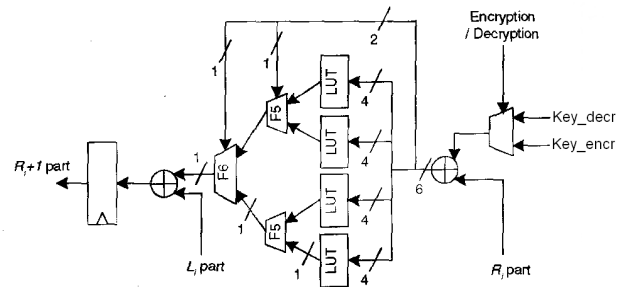 Encryption
/ Decryption
2
1
1
LUT
4
F5
LUT
4
Key_decr
Key_encr
R_i+1 part
1
F6
6
LUT
4
1
F5
1
LUT
4
L_i part
R_i part